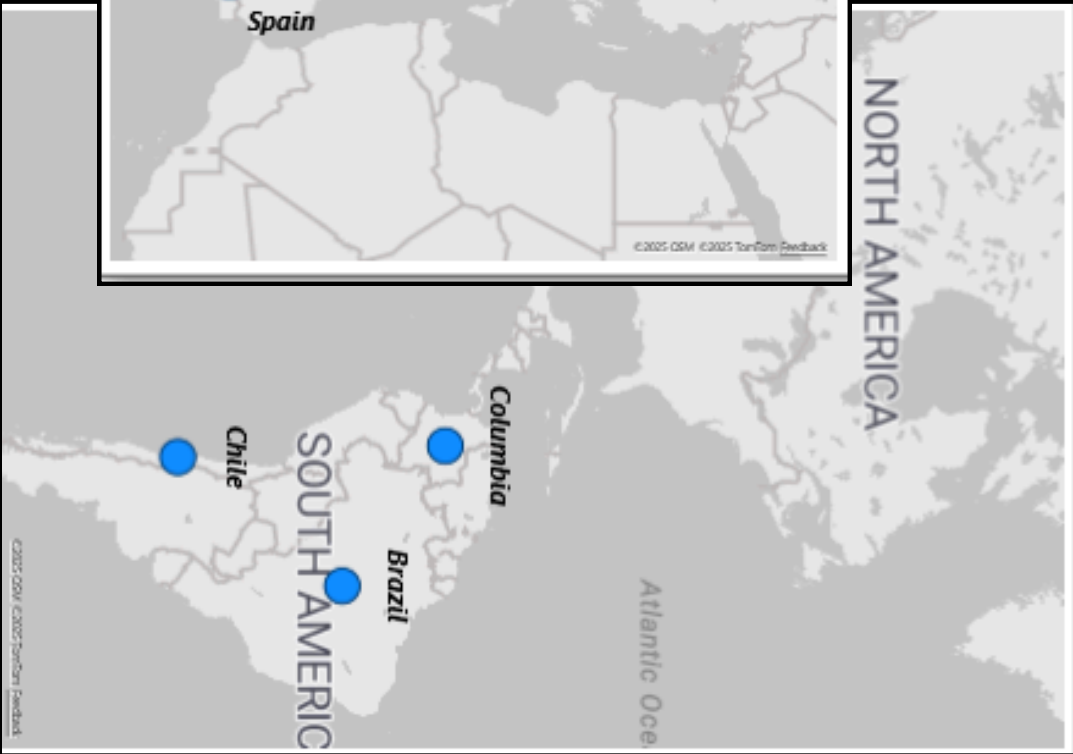 Spain
©2025 OSM ©2025 TomTom Feedback
NORTH AMERICA
Columbia
Chile
SOUTH AMERIC
Brazil
Atlantic Oce
©2025 OSM ©2025 TomTom Feedback